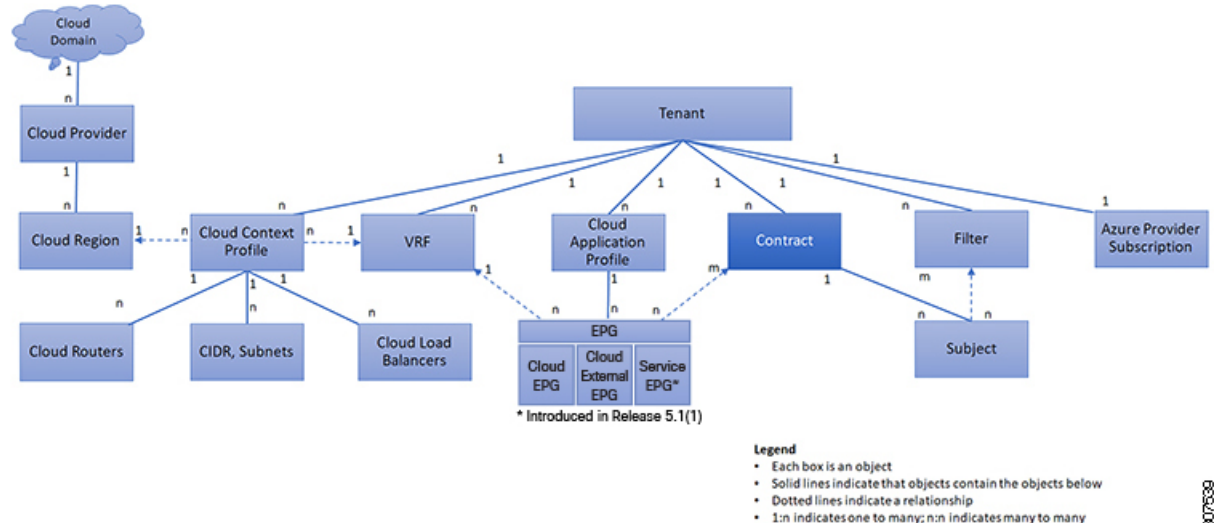 Cloud
Domain
1
n
Cloud Provider
1
n
Tenant
1
1
1
1
1
1
1
n
n
n
n
n
1
Cloud Region
1
n
Cloud Context
Profile
n
1
VRF
Cloud
Application
Profile
Contract
Filter
Azure Provider
Subscription
1
1
1
n
n
n
1
n
1
n
m
n
1
n
m
n
Cloud Routers
CIDR, Subnets
Cloud Load
Balancers
EPG
Cloud
EPG
Cloud
External
EPG
Service
EPG*
Subject
* Introduced in Release 5.1(1)
Legend
• Each box is an object
• Solid lines indicate that objects contain the objects below
• Dotted lines indicate a relationship
• 1:n indicates one to many; n:n indicates many to many